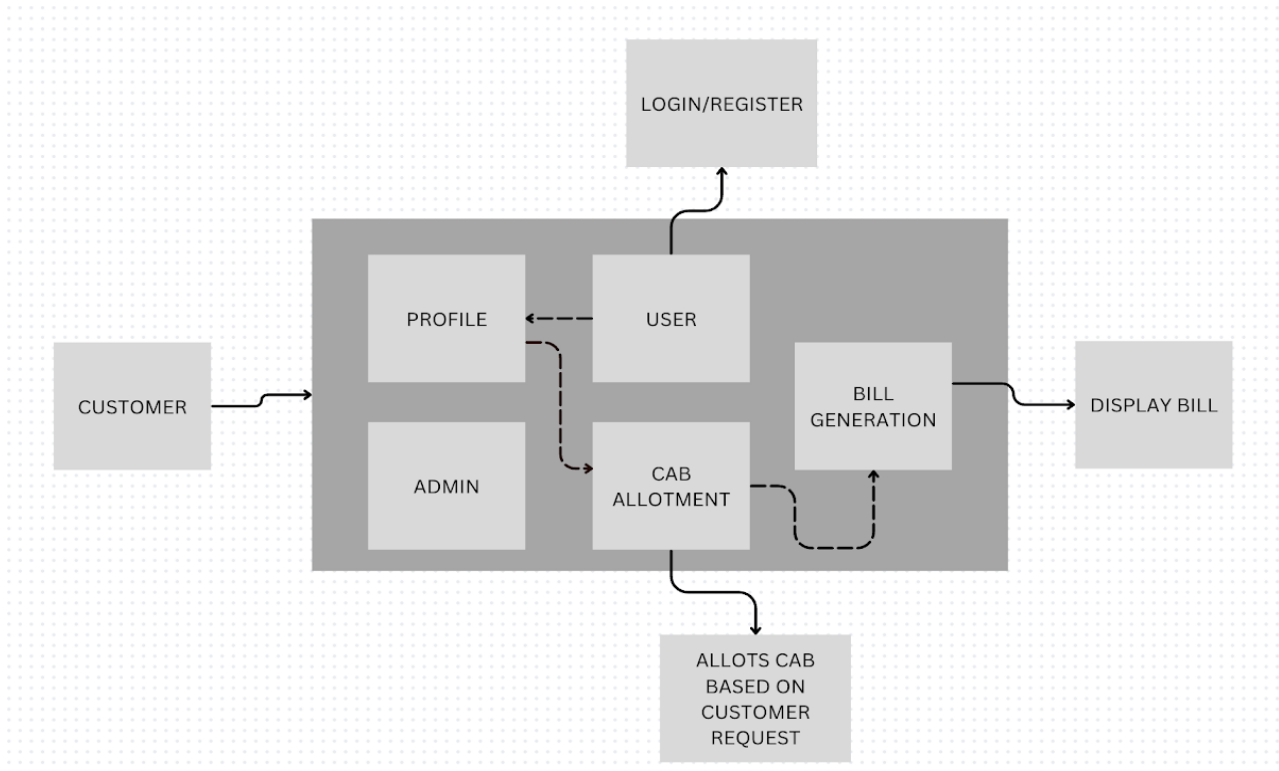 LOGIN/REGISTER
PROFILE
USER
CUSTOMER
BILL
GENERATION
DISPLAY BILL
ADMIN
CAB
ALLOTMENT
ALLOTS CAB
BASED ON
CUSTOMER
REQUEST